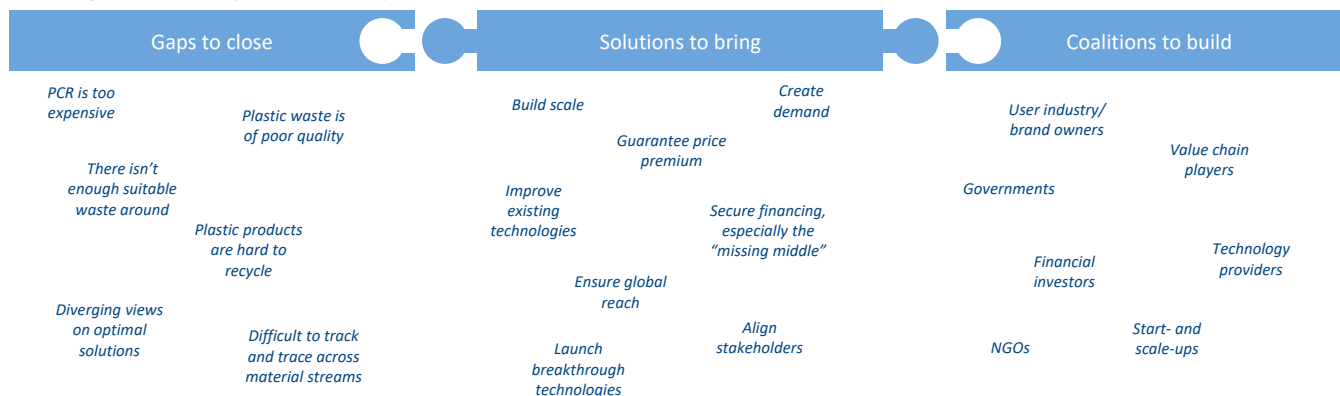 Gaps to close
Solutions to bring
Coalitions to build
PCR is too
expensive
Plastic waste is
of poor quality
There isn't
enough suitable
waste around
Plastic products
are hard to
recycle
Diverging views
on optimal
solutions
Difficult to track
and trace across
material streams
Build scale
Create
demand
Guarantee price
premium
Improve
existing
technologies
Secure financing,
especially the
“missing middle”
Ensure global
reach
Align
stakeholders
Launch
breakthrough
technologies
User industry/
brand owners
Value chain
players
Governments
Financial
investors
Technology
providers
NGOs
Start- and
scale-ups